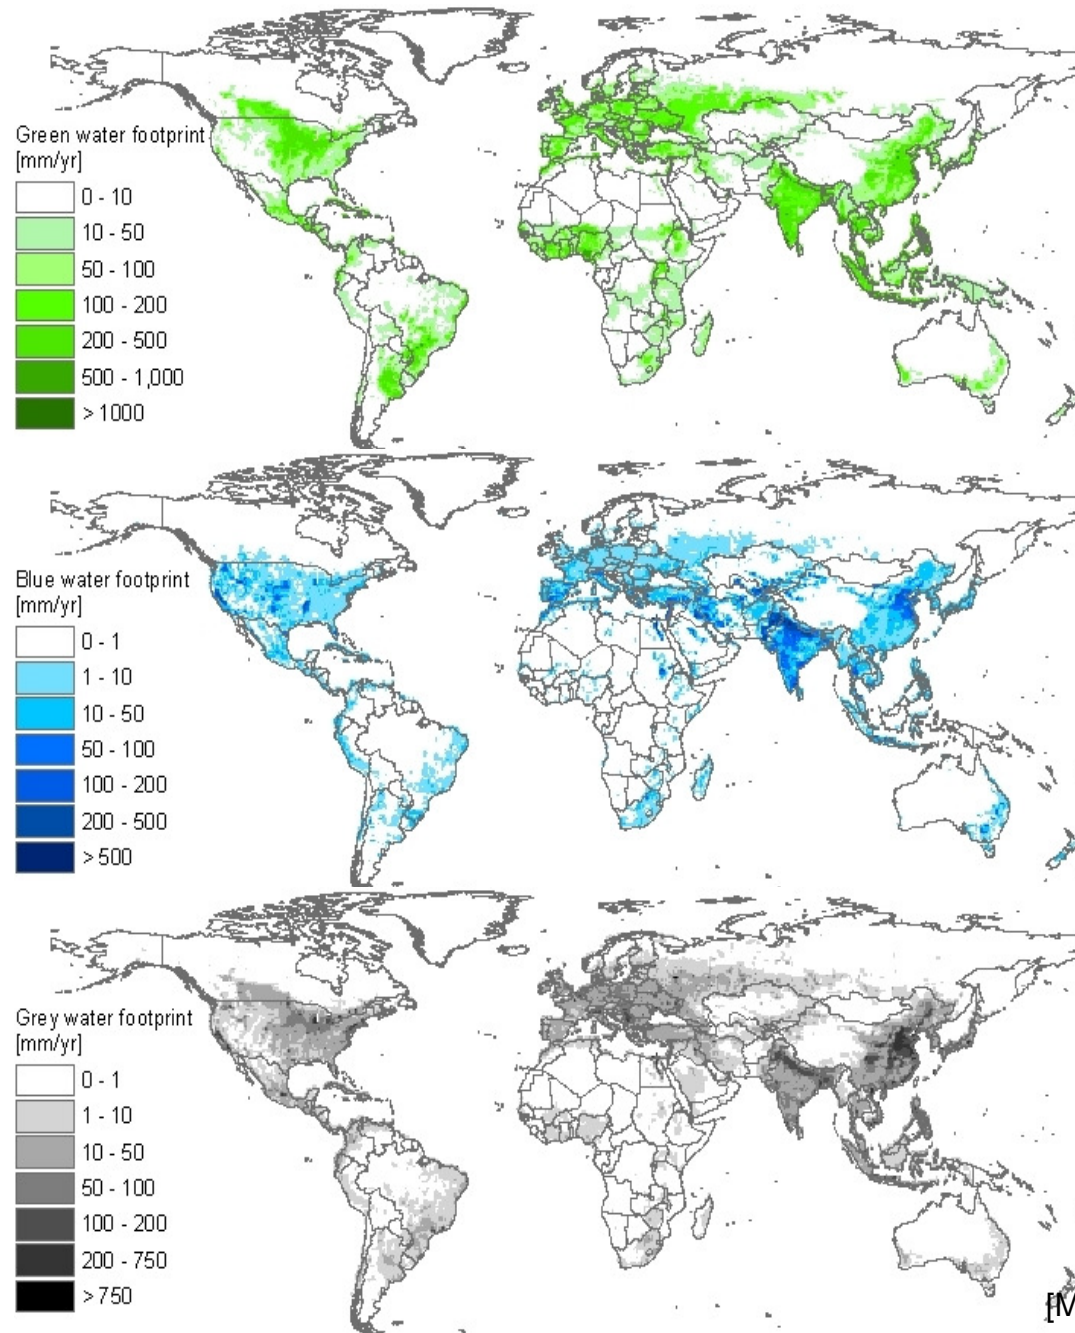 Green water footprint
[mm/yr]
0 - 10
10 - 50
50 - 100
100 - 200
200 - 500
500 - 1,000
> 1000
Blue water footprint
[mm/yr]
0 - 1
1 - 10
10 - 50
50 - 100
100 - 200
200 - 500
> 500
Grey water footprint
[mm/yr]
0 - 1
1 - 10
10 - 50
50 - 100
100 - 200
200 - 750
> 750
[M